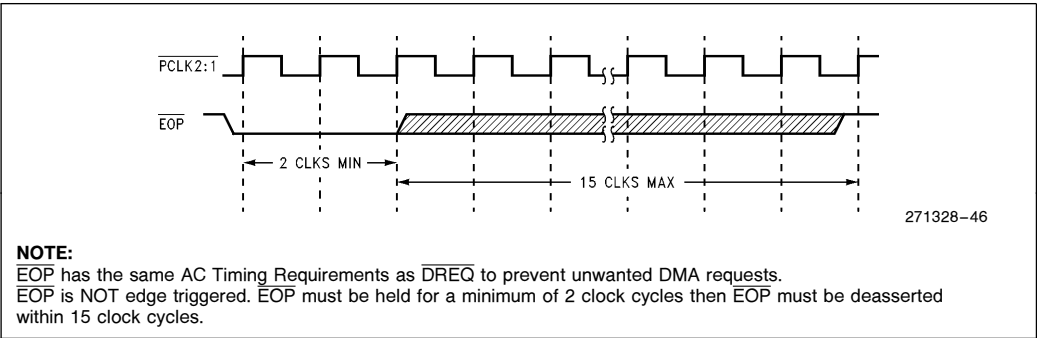 PCLK2:1
EOP
2 CLKS MIN
15 CLKS MAX
271328–46
NOTE:
EOP has the same AC Timing Requirements as DREQ to prevent unwanted DMA requests.
EOP is NOT edge triggered. EOP must be held for a minimum of 2 clock cycles then EOP must be deasserted
within 15 clock cycles.